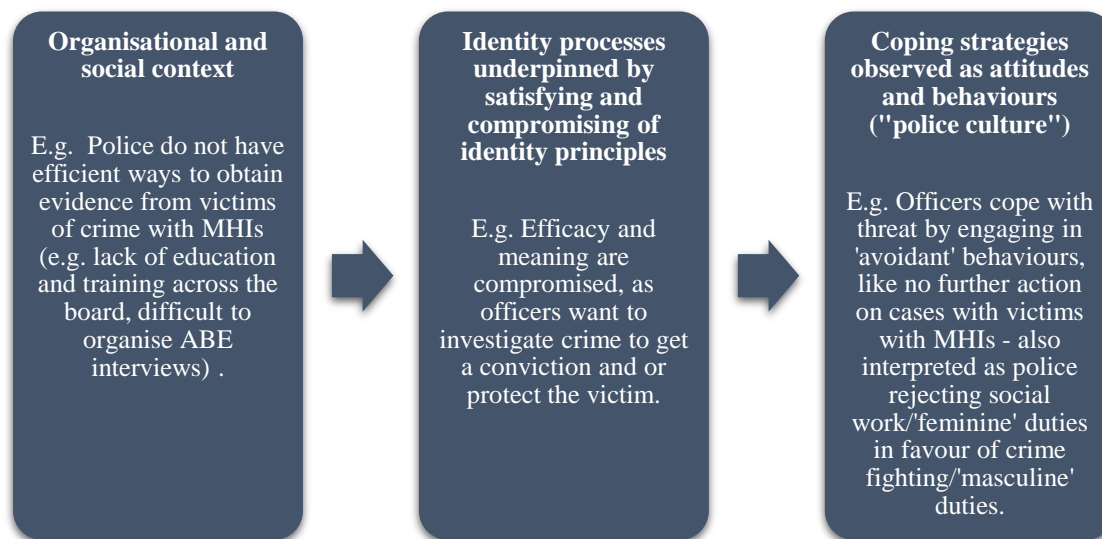 Organisational and
social context
E.g. Police do not have
efficient ways to obtain
evidence from victims
of crime with MHIs
(e.g. lack of education
and training across the
board, difficult to
organise ABE
interviews) .
Identity processes
underpinned by
satisfying and
compromising of
identity principles
E.g. Efficacy and
meaning are
compromised, as
officers want to
investigate crime to get
a conviction and or
protect the victim.
Coping strategies
observed as attitudes
and behaviours
("police culture")
E.g. Officers cope with
threat by engaging in
'avoidant' behaviours,
like no further action
on cases with victims
with MHIs - also
interpreted as police
rejecting social
work/'feminine' duties
in favour of crime
fighting/'masculine'
duties.